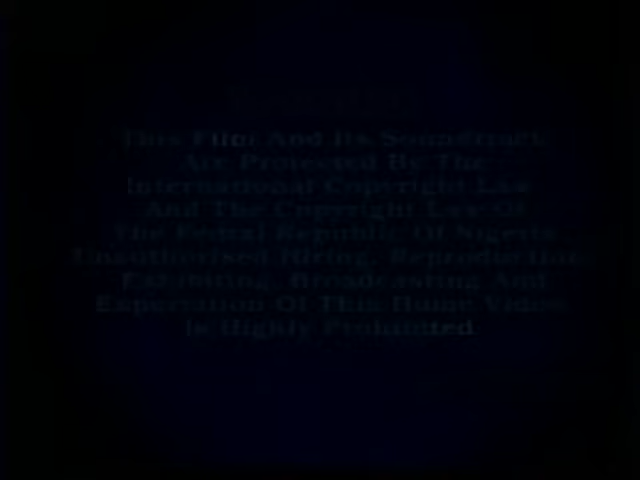 This Film And Its Soundtrack
Are Protected By The
International Copyright Law
And The Copyright Law Of
The Fedral Republic Of Nigeria
Unauthorised Hiring, Reproduction,
Exhibiting, Broadcasting And
Exportation Of This Home Video
Is Highly Prohibited